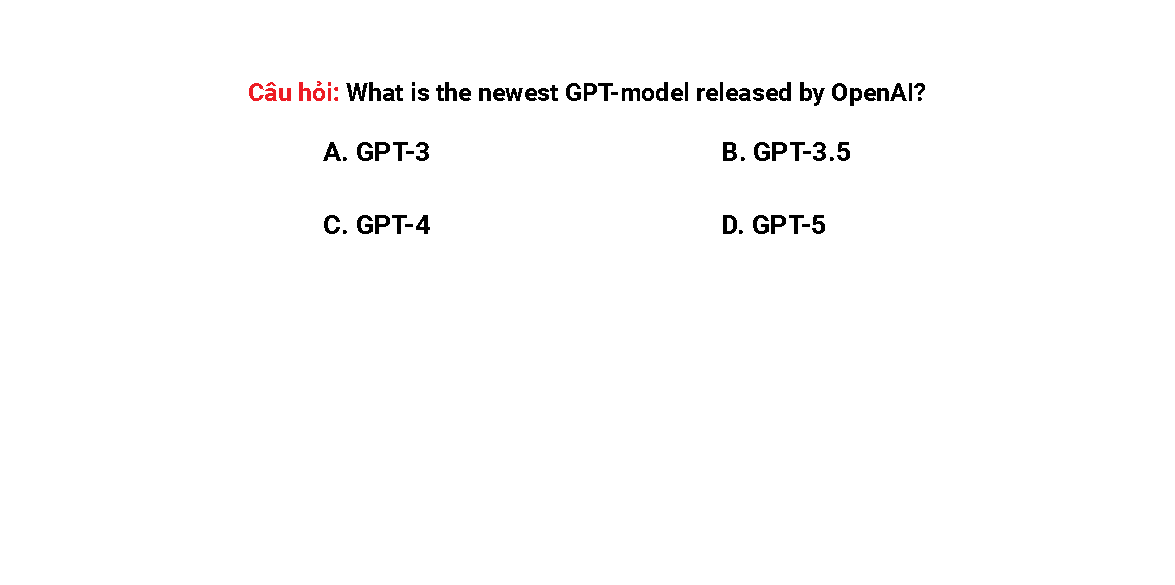 Câu hỏi: What is the newest GPT-model released by OpenAI?
A. GPT-3 B. GPT-3.5
C. GPT-4 D. GPT-5